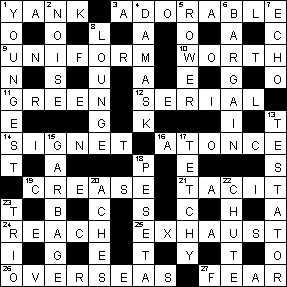 1 Y A 2 N K 3 A 4 D O 5 R A 6 B L 7 E
O O 8 L A O A C
9 U N I F O R M 10 W O R T H
N S U A E G O
11 G R E E N 12 S E R I A L
E G K I 13 T
14 S I 15 G N E T 16 A 17 T O N C E
T A 18 P E S
19 C R E 20 A S E 21 T A 22 C I T
23 T B C S C H A
24 R E A C H 25 E X H A U S T
I G E T Y T O
26 O V E R S E A S 27 F E A R